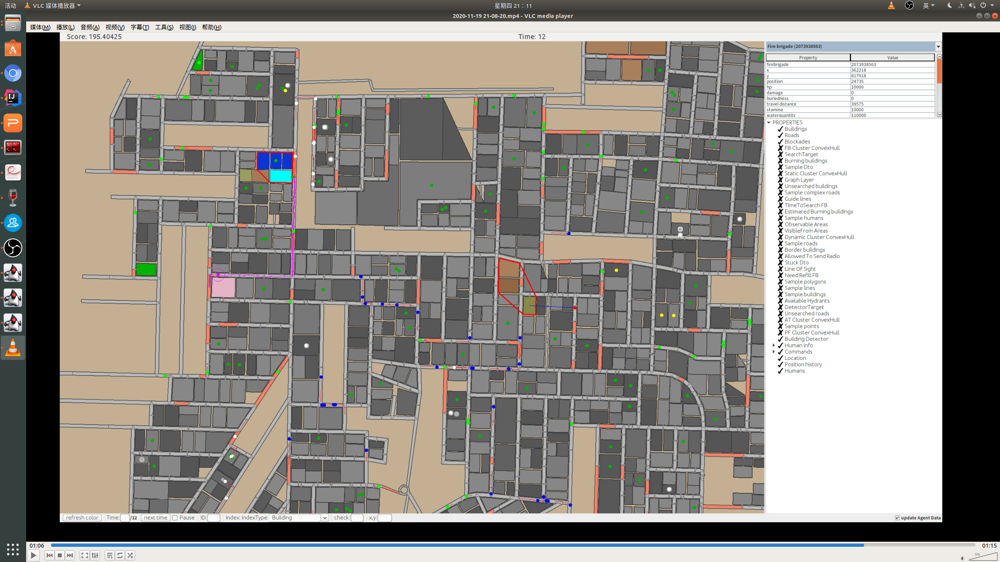 活动 VLC 媒体播放器 星期四 21：11 英
2020-11-19 21-08-20.mp4 - VLC media player
媒体(M) 播放(L) 音频(A) 视频(V) 字幕(T) 工具(S) 视图(I) 帮助(H)
Score: 195.40425 Time: 12
Fire brigade (2073938563)
Property Value
firebrigade 2073938563
x 362218
y 817918
position 24735
hp 10000
damage 0
buriedness 0
travel distance 39575
stamina 10000
waterquantity 110000
PROPERTIES
Buildings
Roads
Blockades
FB Cluster ConvexHull
SearchTarget
Burning buildings
Sample Dto
Static Cluster ConvexHull
Graph Layer
Unsearched buildings
Sample complex roads
Guide lines
TimeToSearch FB
Estimated Burning buildings
Sample humans
Observable Areas
VisibleFrom Areas
Dynamic Cluster ConvexHull
Sample roads
Border buildings
Allowed To Send Radio
Stuck Dto
Line Of Sight
Need Refill FB
Sample polygons
Sample lines
Sample buildings
Available Hydrants
DetectorTarget
Unsearched roads
AT Cluster ConvexHull
Sample points
PF Cluster ConvexHull
Building Detector
Human info
Commands
Location
Position history
Humans
refresh color Time: /12 next time Pause ID: Index: IndexType: Building check: x,y: update Agent Data
01:06 01:15
0%